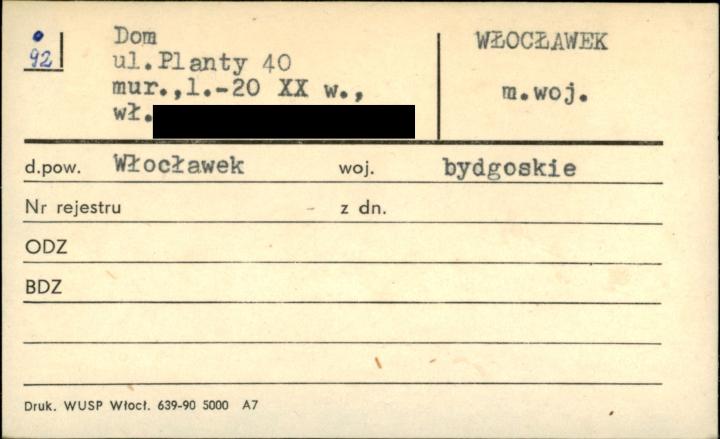 92
Dom
ul.Planty 40
mur.,l.-20 XX w.,
wł.
WŁOCŁAWEK
m.woj.
d.pow. Włocławek woj. bydgoskie
Nr rejestru - z dn.
ODZ
BDZ
Druk. WUSP Włocł. 639-90 5000 A7